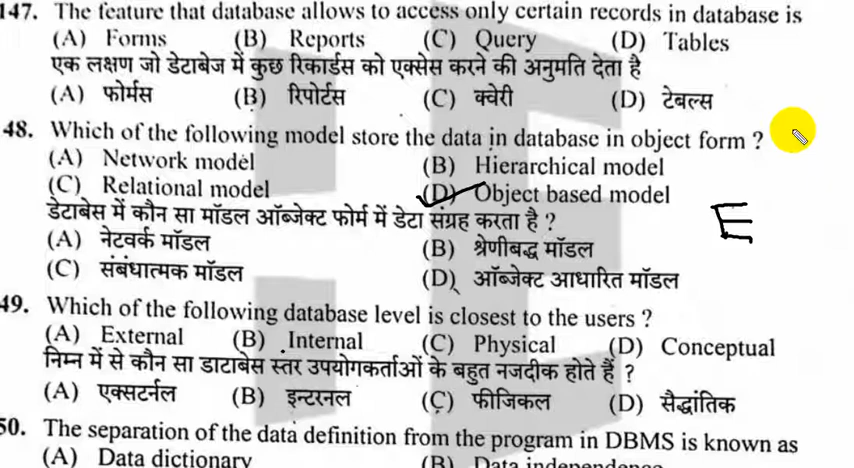 147. The feature that database allows to access only certain records in database is
(A) Forms (B) Reports (C) Query (D) Tables
एक लक्षण जो डेटाबेज में कुछ रिकार्डस को एक्सेस करने की अनुमति देता है
(A) फोर्मस (B) रिपोर्टस (C) क्वेरी (D) टेबल्स
48. Which of the following model store the data in database in object form ?
(A) Network model (B) Hierarchical model
(C) Relational model (D) Object based model
डेटाबेस में कौन सा मॉडल ऑब्जेक्ट फोर्म में डेटा संग्रह करता है ?
E
(A) नेटवर्क मॉडल (B) श्रेणीबद्ध मॉडल
(C) संबंधात्मक मॉडल (D) ऑब्जेक्ट आधारित मॉडल
49. Which of the following database level is closest to the users ?
(A) External (B) Internal (C) Physical (D) Conceptual
निम्न में से कौन सा डाटाबेस स्तर उपयोगकर्ताओं के बहुत नजदीक होते हैं ?
(A) एक्सटर्नल (B) इन्टरनल (C) फीजिकल (D) सैद्धांतिक
50. The separation of the data definition from the program in DBMS is known as
(A) Data dictionary (B) Data independence